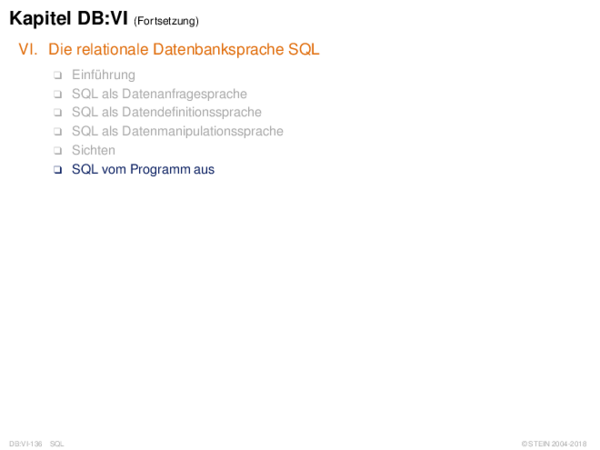 Kapitel DB:VI (Fortsetzung)
VI. Die relationale Datenbanksprache SQL
❑ Einführung
❑ SQL als Datenanfragesprache
❑ SQL als Datendefinitionssprache
❑ SQL als Datenmanipulationssprache
❑ Sichten
❑ SQL vom Programm aus
DB:VI-136 SQL © STEIN 2004-2018